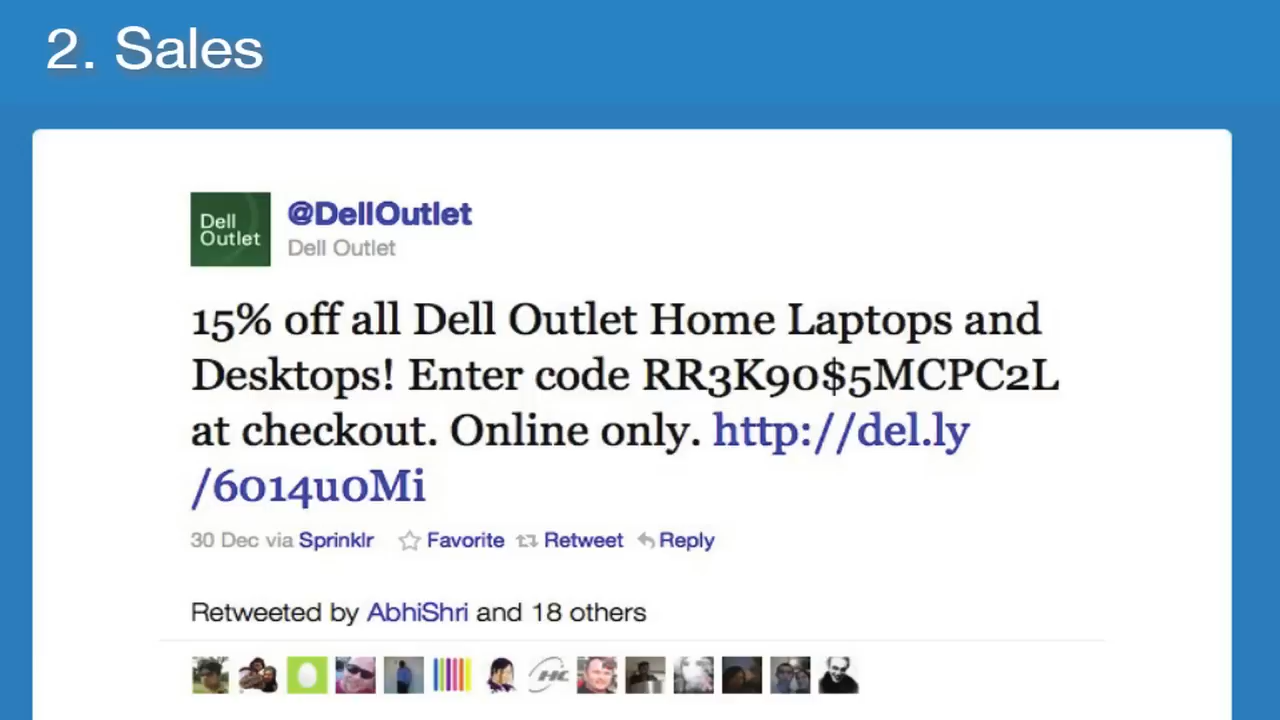 2. Sales
Dell
Outlet
@DellOutlet
Dell Outlet
15% off all Dell Outlet Home Laptops and
Desktops! Enter code RR3K90$5MCPC2L
at checkout. Online only. http://del.ly
/6014u0Mi
30 Dec via Sprinklr Favorite Retweet Reply
Retweeted by AbhiShri and 18 others
HC